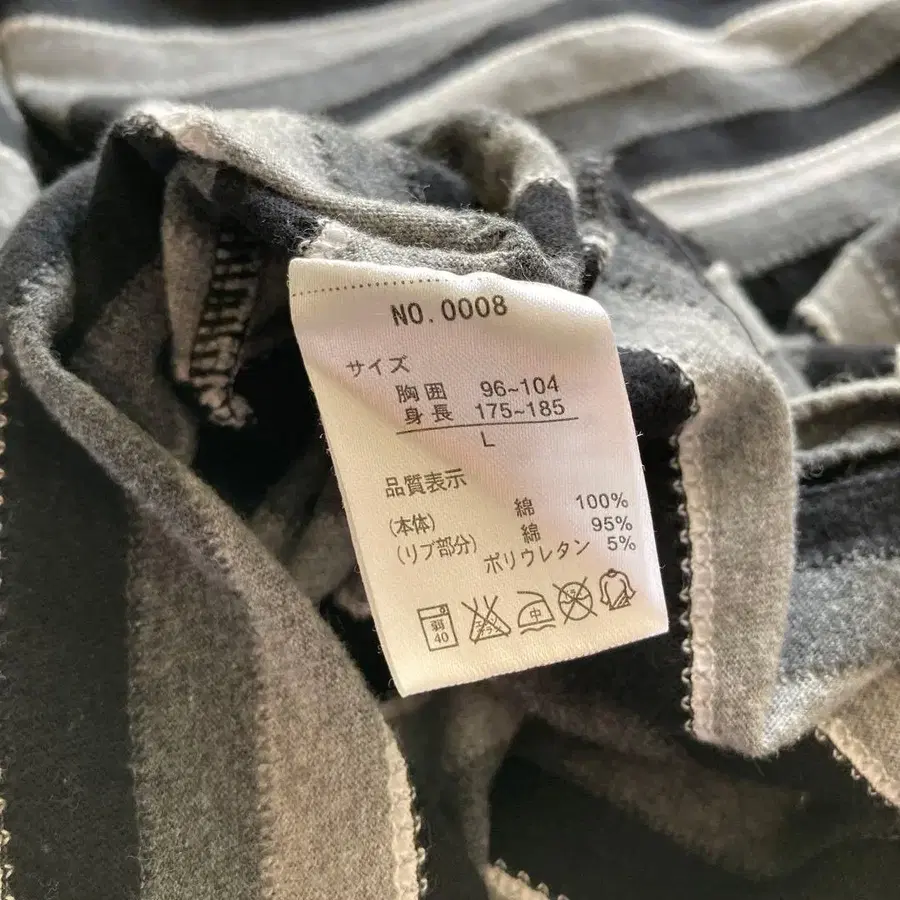 NO.0008
サイズ
胸囲 96~104
身長 175~185
L
品質表示
(本体) 綿 100%
(リブ部分) 綿 95%
ポリウレタン 5%
弱
40
中